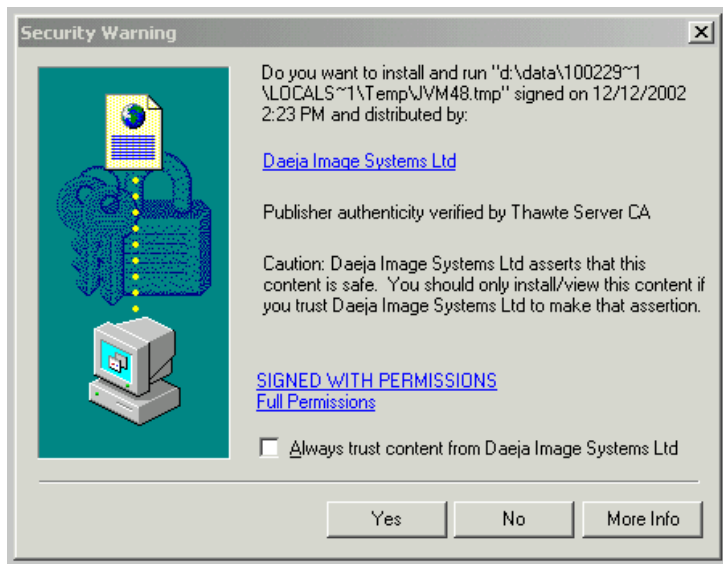 Security Warning
Do you want to install and run "d:\data\100229~1
\LOCALS~1\Temp\JVM48.tmp" signed on 12/12/2002
2:23 PM and distributed by:
Daeja Image Systems Ltd
Publisher authenticity verified by Thawte Server CA
Caution: Daeja Image Systems Ltd asserts that this
content is safe.  You should only install/view this content if
you trust Daeja Image Systems Ltd to make that assertion.
SIGNED WITH PERMISSIONS
Full Permissions
Always trust content from Daeja Image Systems Ltd
Yes No More Info